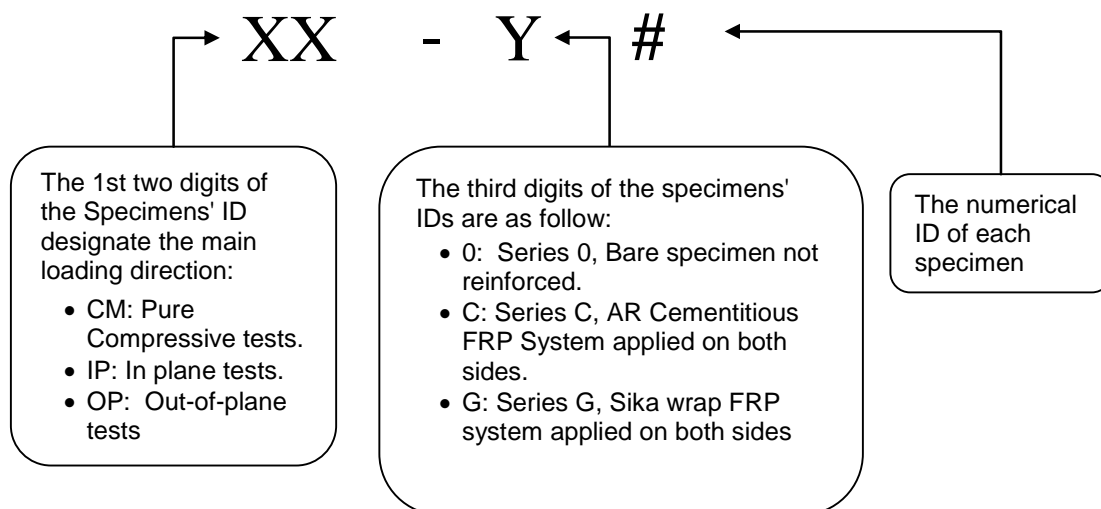 XX - Y #
The 1st two digits of
the Specimens' ID
designate the main
loading direction:
• CM: Pure
Compressive tests.
• IP: In plane tests.
• OP: Out-of-plane
tests
The third digits of the specimens'
IDs are as follow:
• 0: Series 0, Bare specimen not
reinforced.
• C: Series C, AR Cementitious
FRP System applied on both
sides.
• G: Series G, Sika wrap FRP
system applied on both sides
The numerical
ID of each
specimen